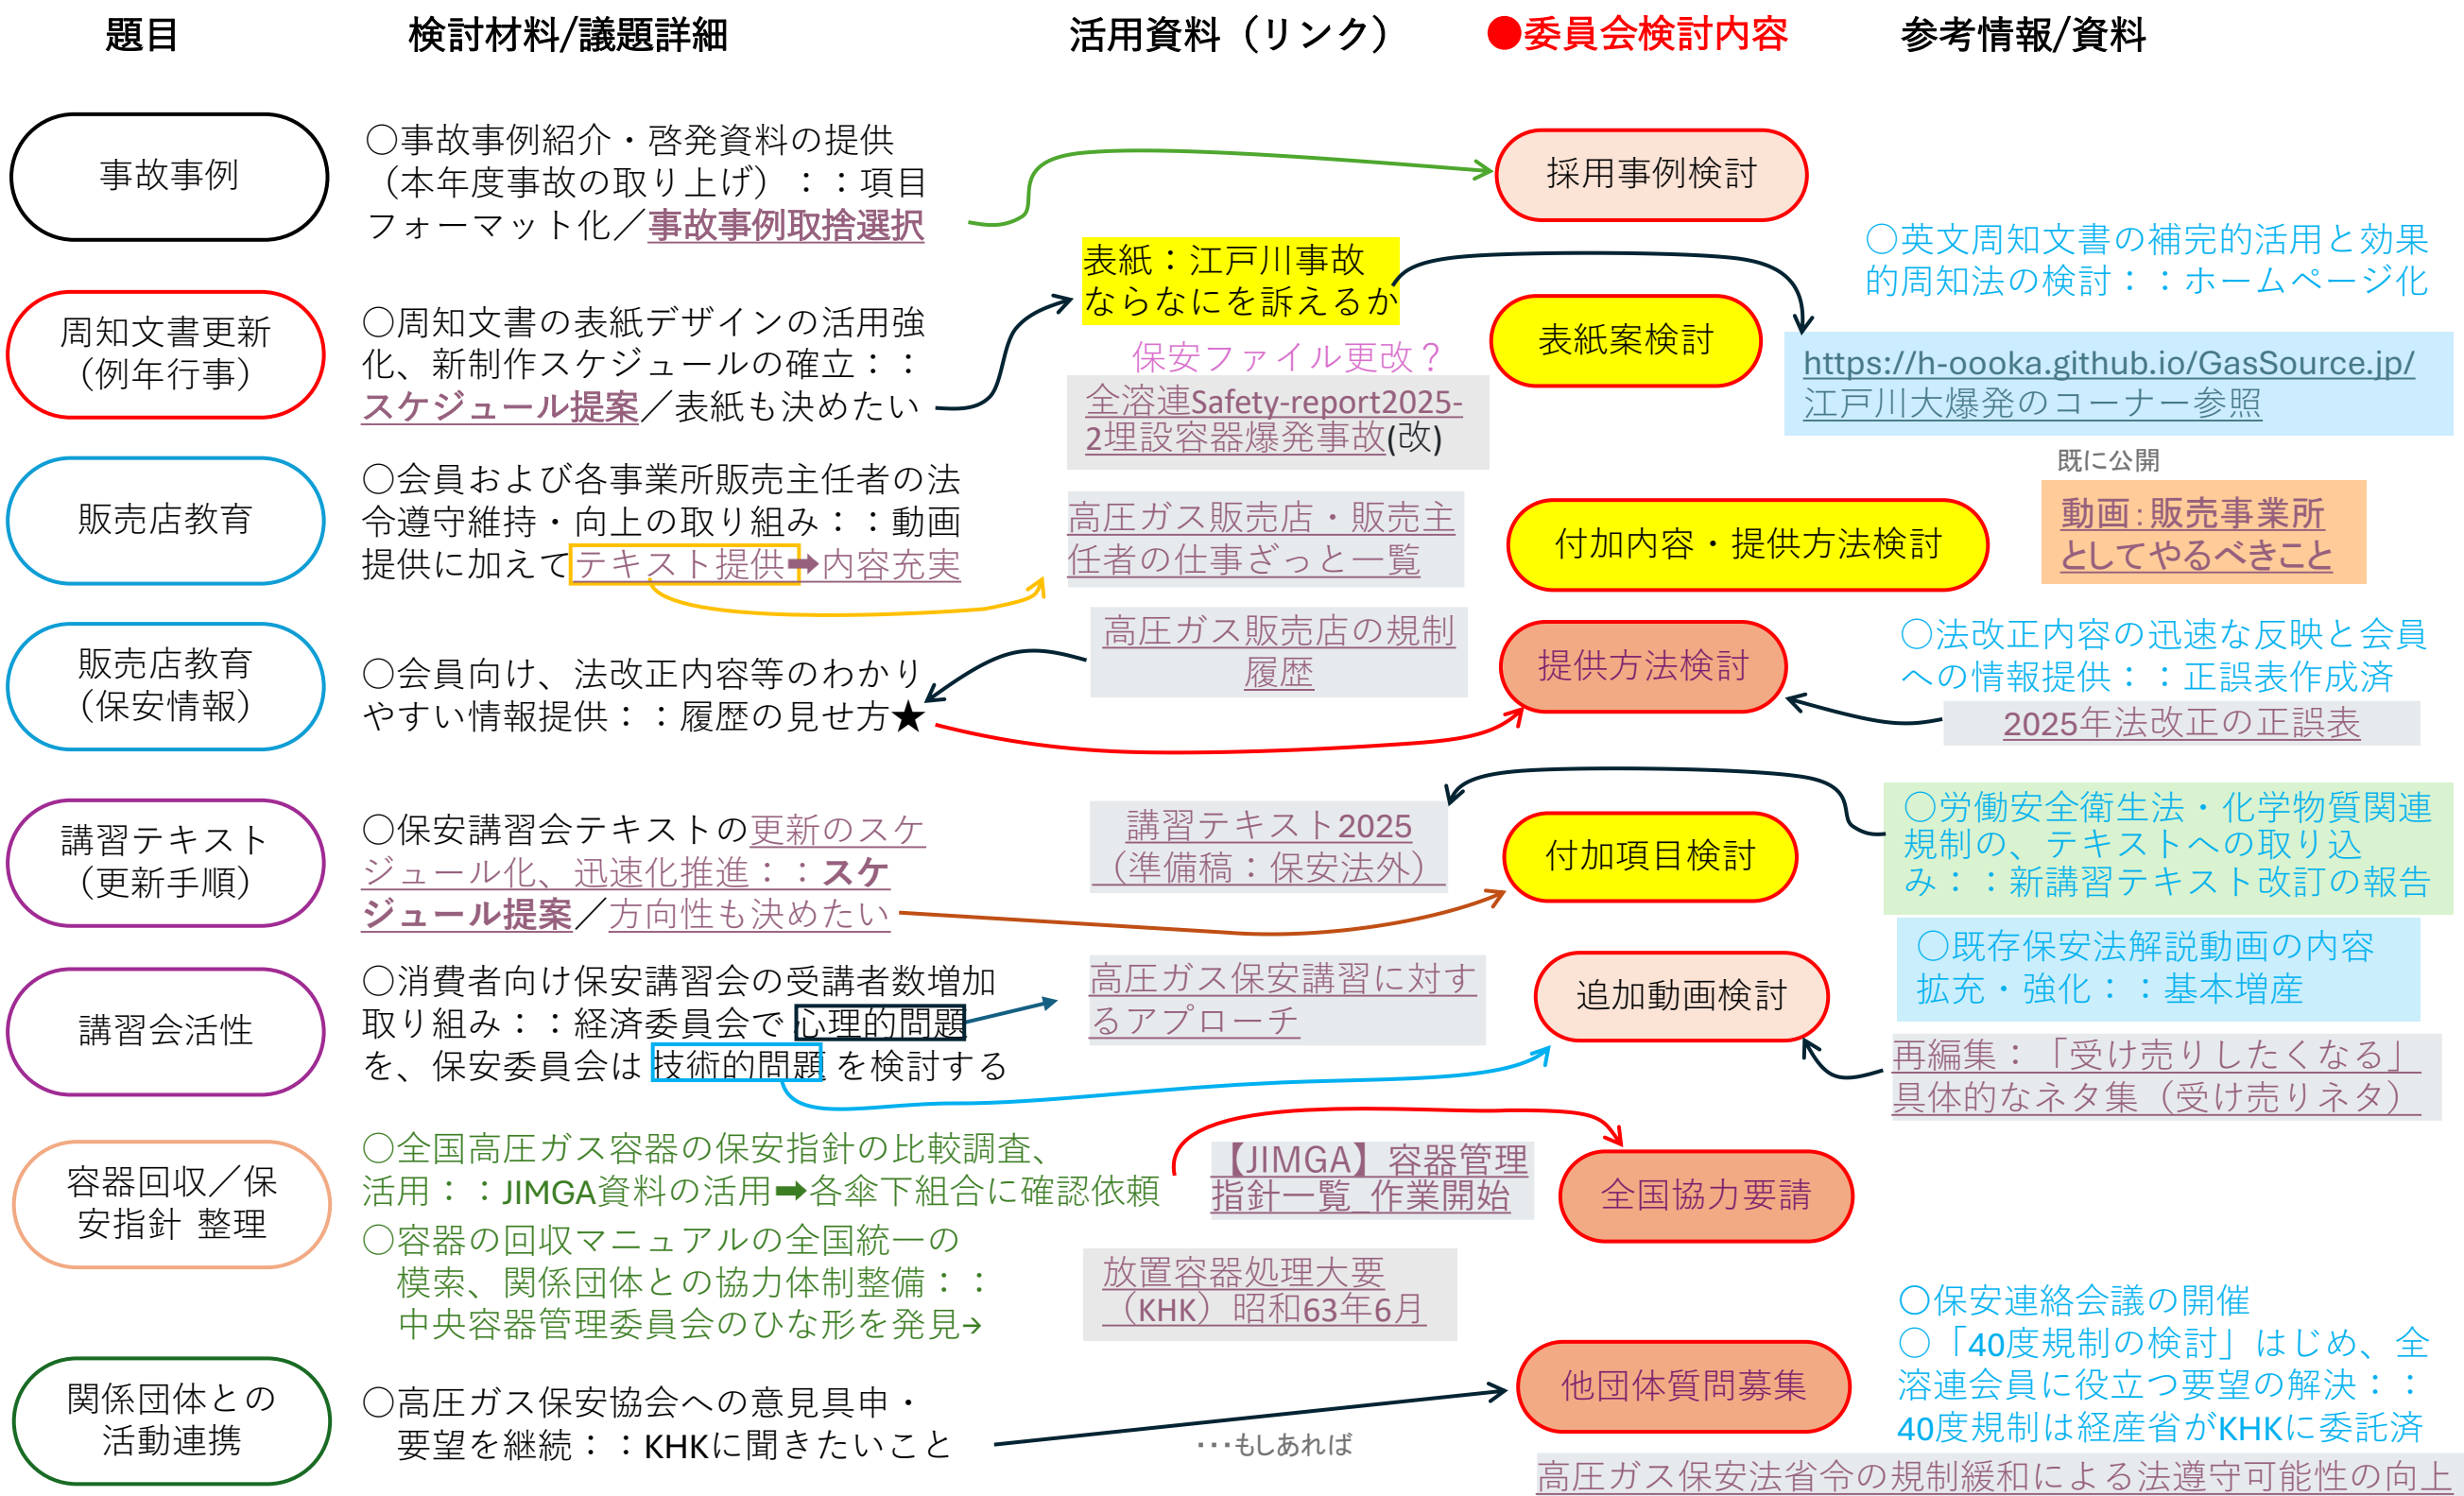 題目
検討材料/議題詳細
活用資料（リンク）
●委員会検討内容
参考情報/資料
事故事例
〇事故事例紹介・啓発資料の提供
（本年度事故の取り上げ）：：項目
フォーマット化／事故事例取捨選択
採用事例検討
周知文書更新
（例年行事）
〇周知文書の表紙デザインの活用強
化、新制作スケジュールの確立：：
スケジュール提案／表紙も決めたい
表紙：江戸川事故
ならなにを訴えるか
保安ファイル更改？
全溶連Safety-report2025-
2埋設容器爆発事故(改)
表紙案検討
〇英文周知文書の補完的活用と効果
的周知法の検討：：ホームページ化
https://h-oooka.github.io/GasSource.jp/
江戸川大爆発のコーナー参照
販売店教育
〇会員および各事業所販売主任者の法
令遵守維持・向上の取り組み：：動画
提供に加えてテキスト提供➡内容充実
高圧ガス販売店・販売主
任者の仕事ざっと一覧
付加内容・提供方法検討
既に公開
動画：販売事業所
としてやるべきこと
販売店教育
（保安情報）
〇会員向け、法改正内容等のわかり
やすい情報提供：：履歴の見せ方★
高圧ガス販売店の規制
履歴
提供方法検討
〇法改正内容の迅速な反映と会員
への情報提供：：正誤表作成済
2025年法改正の正誤表
講習テキスト
（更新手順）
〇保安講習会テキストの更新のスケ
ジュール化、迅速化推進：：スケ
ジュール提案／方向性も決めたい
講習テキスト2025
（準備稿：保安法外）
付加項目検討
〇労働安全衛生法・化学物質関連
規制の、テキストへの取り込
み：：新講習テキスト改訂の報告
講習会活性
〇消費者向け保安講習会の受講者数増加
取り組み：：経済委員会で心理的問題
を、保安委員会は技術的問題を検討する
高圧ガス保安講習に対す
るアプローチ
追加動画検討
〇既存保安法解説動画の内容
拡充・強化：：基本増産
再編集：「受け売りしたくなる」
具体的なネタ集（受け売りネタ）
容器回収／保
安指針 整理
〇全国高圧ガス容器の保安指針の比較調査、
活用：：JIMGA資料の活用➡各傘下組合に確認依頼
〇容器の回収マニュアルの全国統一の
模索、関係団体との協力体制整備：：
中央容器管理委員会のひな形を発見→
【JIMGA】容器管理
指針一覧_作業開始
放置容器処理大要
（KHK）昭和63年6月
全国協力要請
関係団体との
活動連携
〇高圧ガス保安協会への意見具申・
要望を継続：：KHKに聞きたいこと
・・・もしあれば
他団体質問募集
〇保安連絡会議の開催
〇「40度規制の検討」はじめ、全
溶連会員に役立つ要望の解決：：
40度規制は経産省がKHKに委託済
高圧ガス保安法省令の規制緩和による法遵守可能性の向上